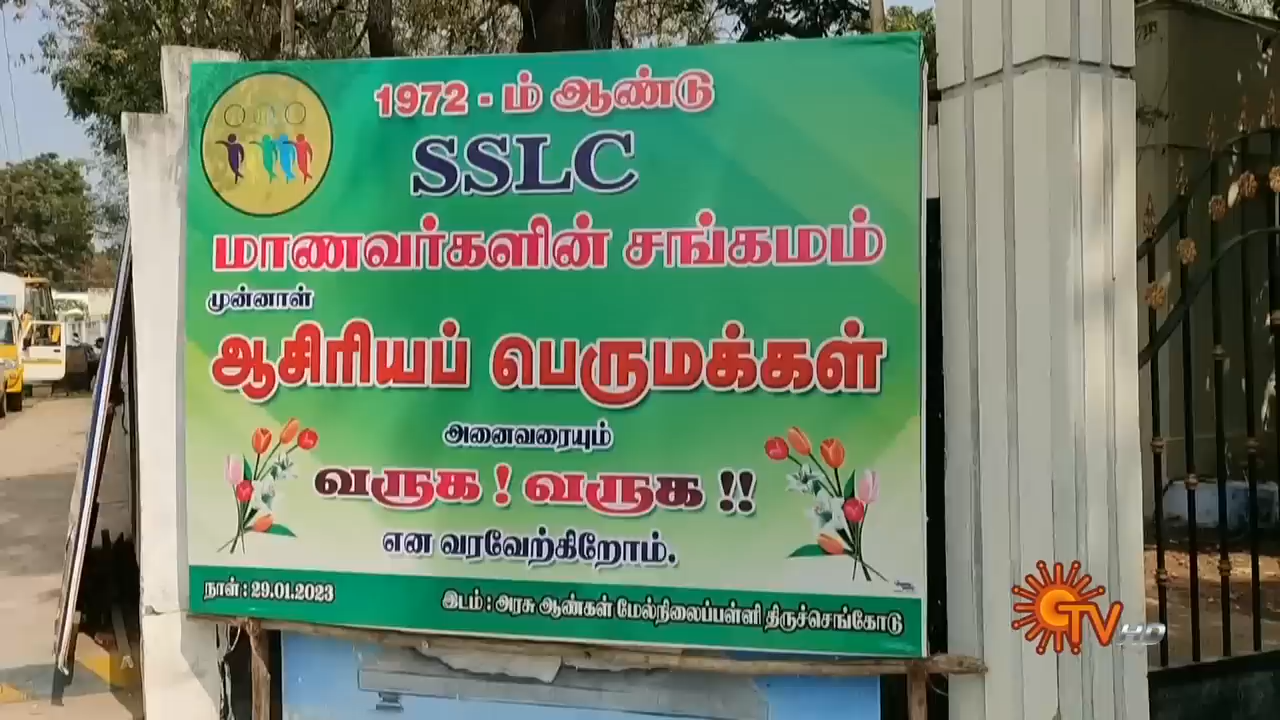 1972 - ம் ஆண்டு
SSLC
மாணவர்களின் சங்கமம்
முன்னாள்
ஆசிரியப் பெருமக்கள்
அனைவரையும்
வருக ! வருக !!
என வரவேற்கிறோம்.
நாள் : 29.01.2023
இடம் : அரசு ஆண்கள் மேல்நிலைப்பள்ளி திருச்செங்கோடு
TV HD